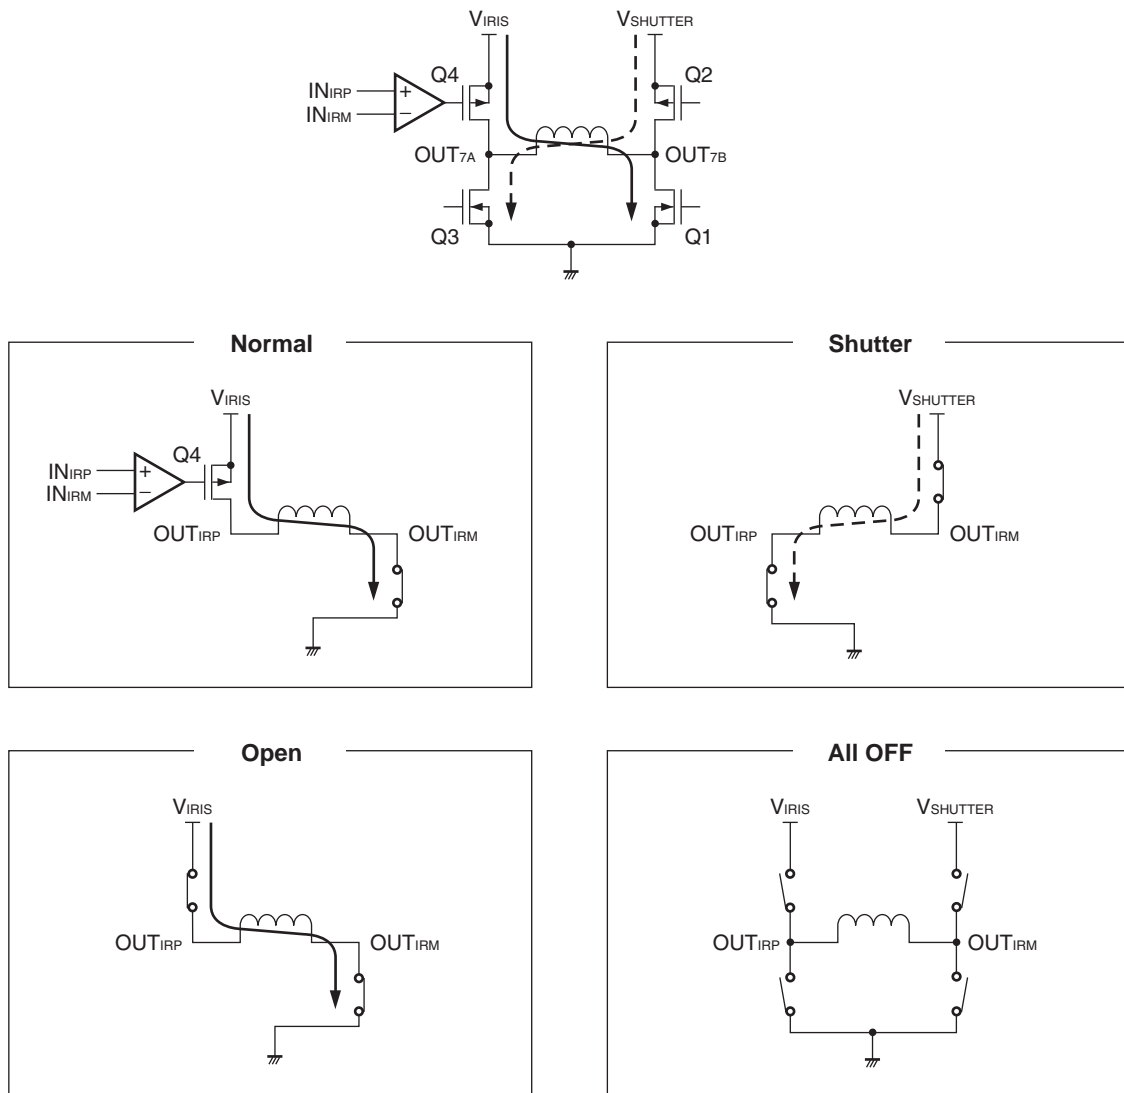 VIRIS
VSHUTTER
Q4
Q2
INIRP
+
INIRM
−
OUT7A
OUT7B
Q3
Q1
Normal
VIRIS
Q4
INIRP
+
INIRM
−
OUTIRP
OUTIRM
Shutter
VSHUTTER
OUTIRP
OUTIRM
Open
VIRIS
OUTIRP
OUTIRM
All OFF
VIRIS
VSHUTTER
OUTIRP
OUTIRM